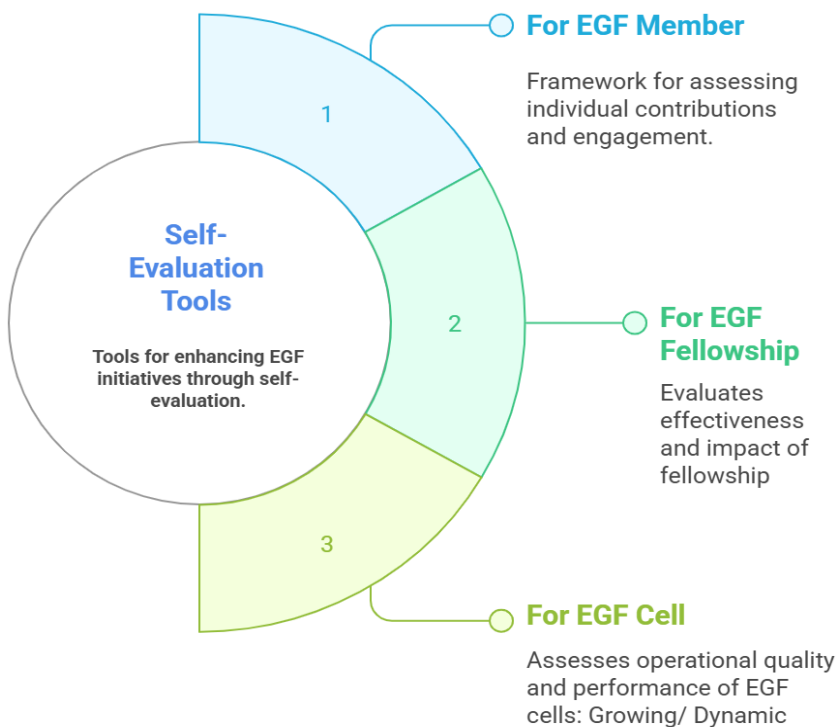 For EGF Member
Framework for assessing
individual contributions
and engagement.
1
Self-
Evaluation
Tools
Tools for enhancing EGF
initiatives through self-
evaluation.
2
For EGF
Fellowship
Evaluates
effectiveness
and impact of
fellowship
3
For EGF Cell
Assesses operational quality
and performance of EGF
cells: Growing/ Dynamic